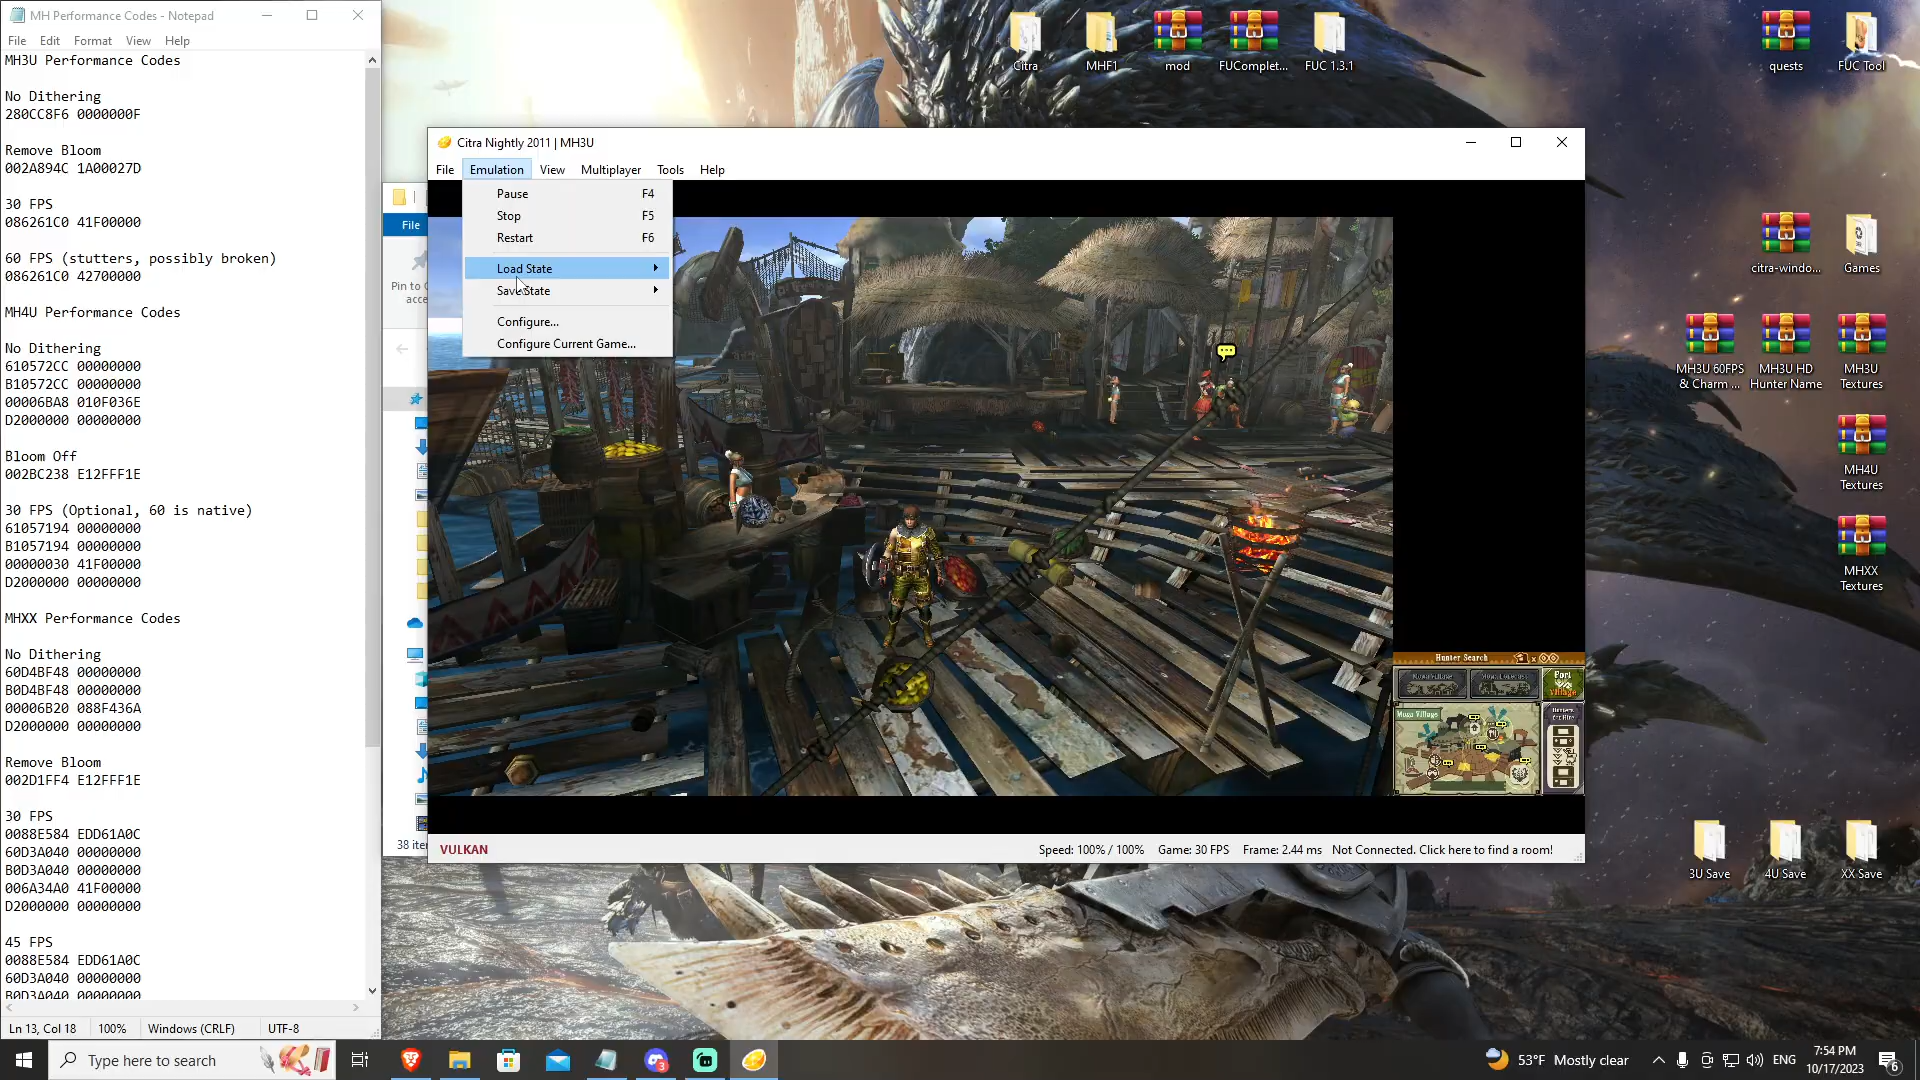 MH Performance Codes - Notepad
File Edit Format View Help
MH3U Performance Codes
No Dithering
280CC8F6 0000000F
Remove Bloom
002A894C 1A00027D
30 FPS
086261C0 41F00000
60 FPS (stutters, possibly broken)
086261C0 42700000
MH4U Performance Codes
No Dithering
610572CC 00000000
B10572CC 00000000
00006BA8 010F036E
D2000000 00000000
Bloom Off
002BC238 E12FFF1E
30 FPS (Optional, 60 is native)
61057194 00000000
B1057194 00000000
00000030 41F00000
D2000000 00000000
MHXX Performance Codes
No Dithering
60D4BF48 00000000
B0D4BF48 00000000
00006B20 088F436A
D2000000 00000000
Remove Bloom
002D1FF4 E12FFF1E
30 FPS
0088E584 EDD61A0C
60D3A040 00000000
B0D3A040 00000000
006A34A0 41F00000
D2000000 00000000
45 FPS
0088E584 EDD61A0C
60D3A040 00000000
B0D3A040 00000000
Ln 13, Col 18 100% Windows (CRLF) UTF-8
Citra
MHF1
mod
FUComplet...
FUC 1.3.1
quests
FUC Tool
citra-windo...
Games
MH3U 60FPS
& Charm ...
MH3U HD
Hunter Name
MH3U
Textures
MH4U
Textures
MHXX
Textures
3U Save
4U Save
XX Save
File
38 ite
Citra Nightly 2011 | MH3U
File Emulation View Multiplayer Tools Help
Pause F4
Stop F5
Restart F6
Load State
Save State
Configure...
Configure Current Game...
Hunter Search
Port
Village
Moga Village
VULKAN
Speed: 100% / 100% Game: 30 FPS Frame: 2.44 ms Not Connected. Click here to find a room!
Type here to search
3
53°F Mostly clear
ENG
7:54 PM
10/17/2023
6